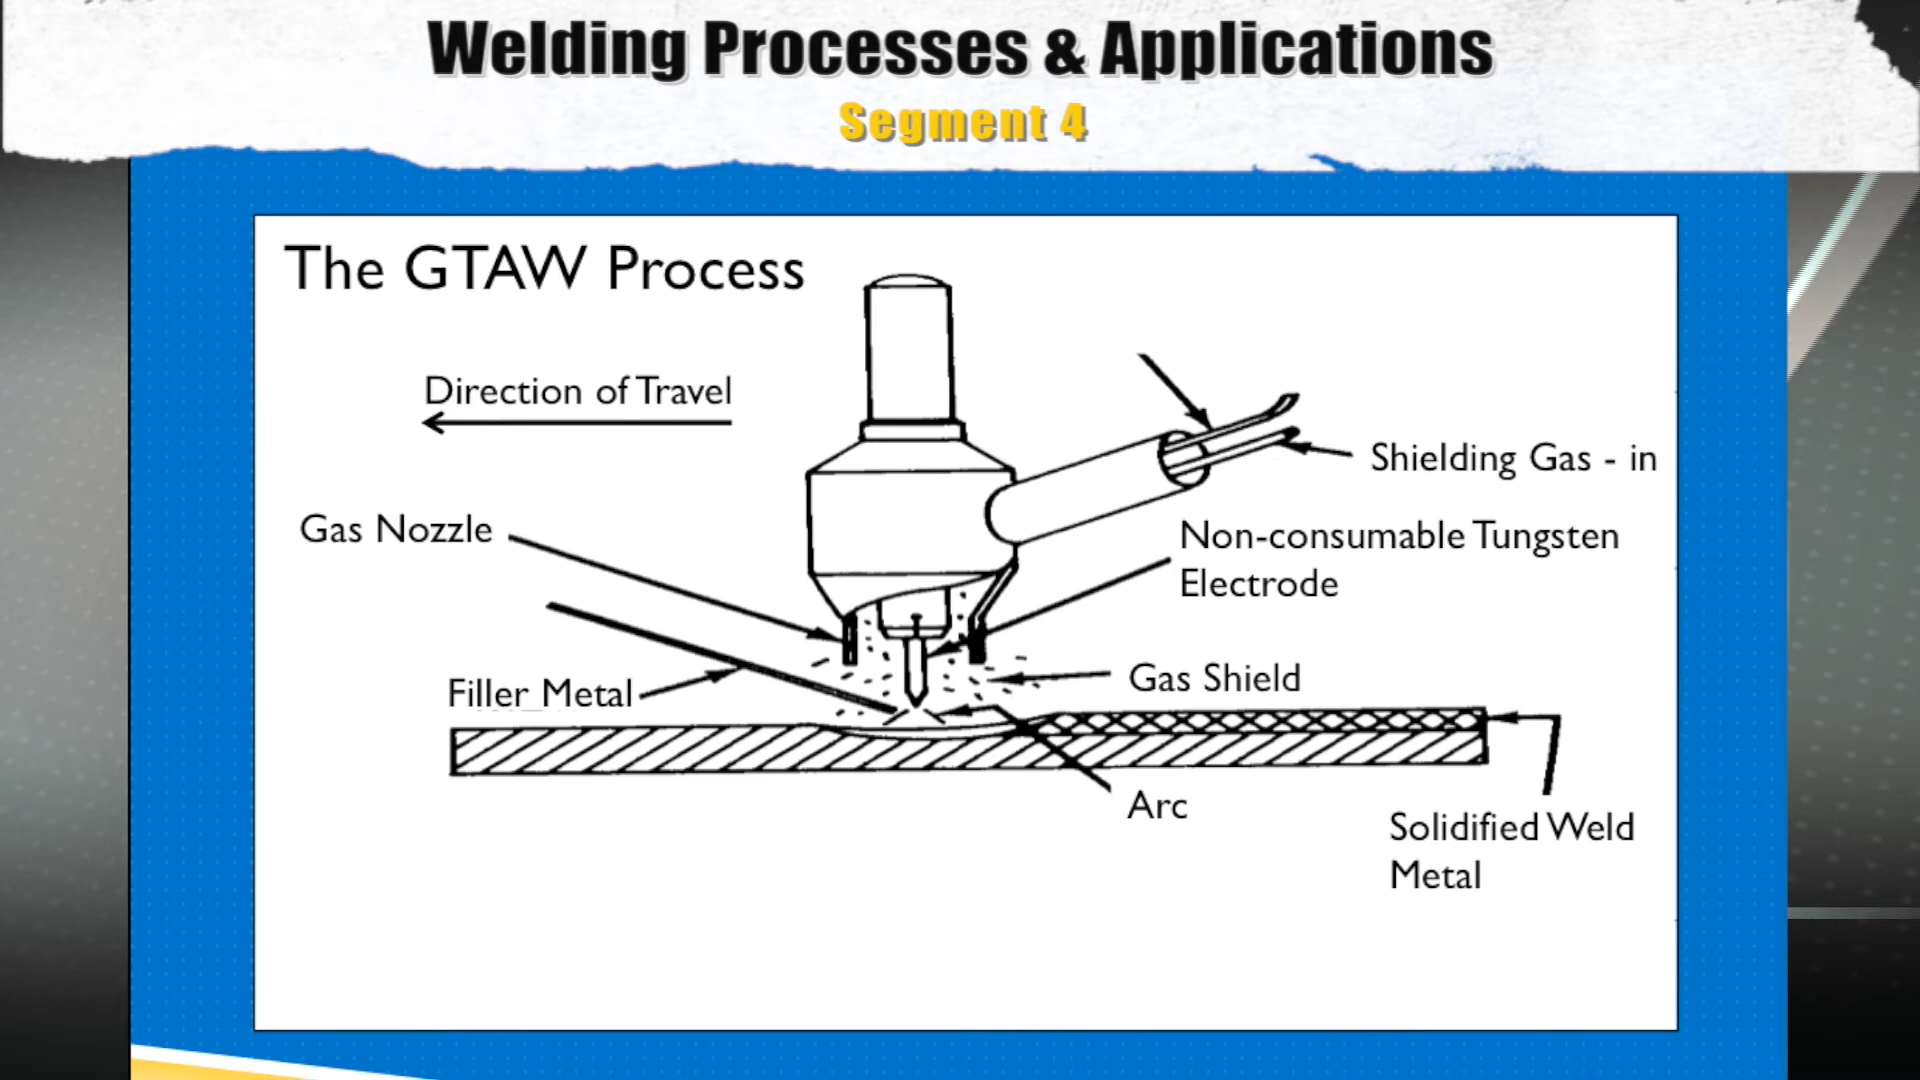 Welding Processes & Applications
Segment 4
The GTAW Process
Direction of Travel
Shielding Gas - in
Gas Nozzle
Non-consumable Tungsten
Electrode
Filler Metal
Gas Shield
Arc
Solidified Weld
Metal